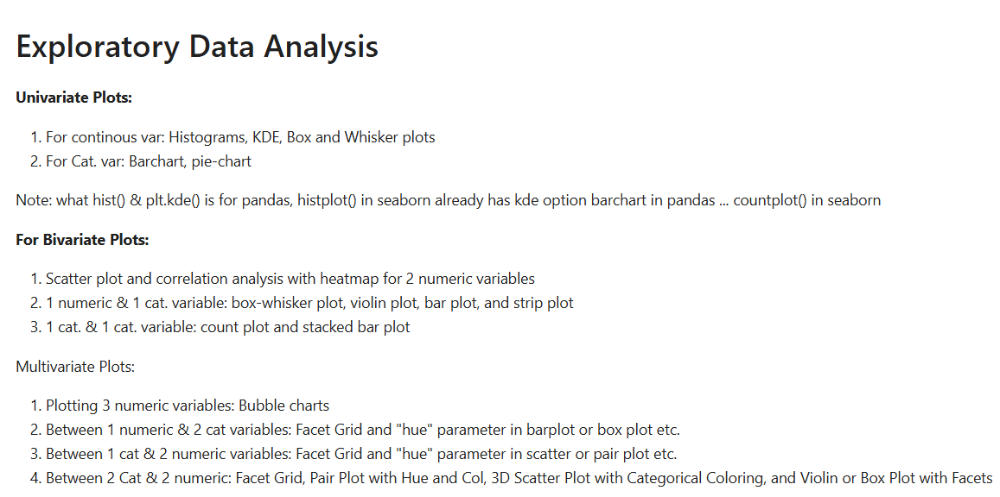 Exploratory Data Analysis
Univariate Plots:
1. For continous var: Histograms, KDE, Box and Whisker plots
2. For Cat. var: Barchart, pie-chart
Note: what hist() & plt.kde() is for pandas, histplot() in seaborn already has kde option barchart in pandas ... countplot() in seaborn
For Bivariate Plots:
1. Scatter plot and correlation analysis with heatmap for 2 numeric variables
2. 1 numeric & 1 cat. variable: box-whisker plot, violin plot, bar plot, and strip plot
3. 1 cat. & 1 cat. variable: count plot and stacked bar plot
Multivariate Plots:
1. Plotting 3 numeric variables: Bubble charts
2. Between 1 numeric & 2 cat variables: Facet Grid and "hue" parameter in barplot or box plot etc.
3. Between 1 cat & 2 numeric variables: Facet Grid and "hue" parameter in scatter or pair plot etc.
4. Between 2 Cat & 2 numeric: Facet Grid, Pair Plot with Hue and Col, 3D Scatter Plot with Categorical Coloring, and Violin or Box Plot with Facets